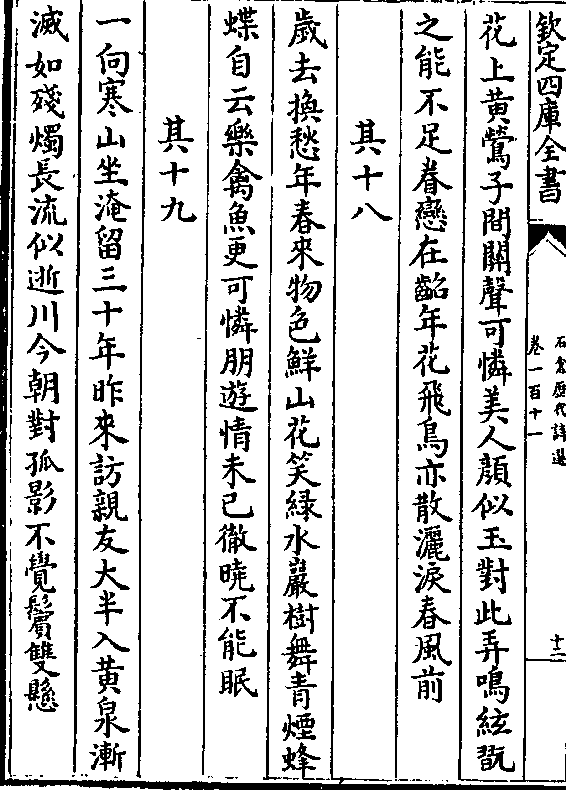 欽定四庫全書
石倉歷代詩選
卷一百十一
十二
花上黄鶯子間關聲可憐美人顔似玉對此弄鳴絃翫
之能不足眷戀在齠年花飛鳥亦散灑淚春風前
其十八
歲去換愁年春來物色鮮山花笑緑水巖樹舞青煙蜂
蝶自云樂禽魚更可憐朋遊情未已徹曉不能眠
其十九
一向寒山坐淹留三十年昨來訪親友大半入黄泉漸
滅如殘燭長流似逝川今朝對孤影不覺鬢雙懸